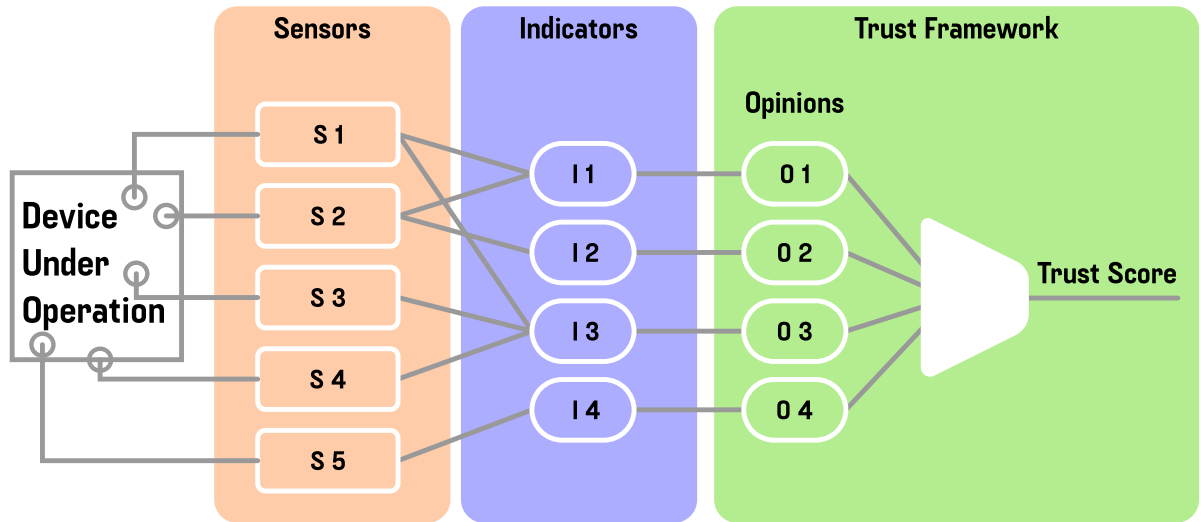 Sensors
Indicators
Trust Framework
Opinions
Device
Under
Operation
S 1
S 2
S 3
S 4
S 5
I 1
I 2
I 3
I 4
O 1
O 2
O 3
O 4
Trust Score